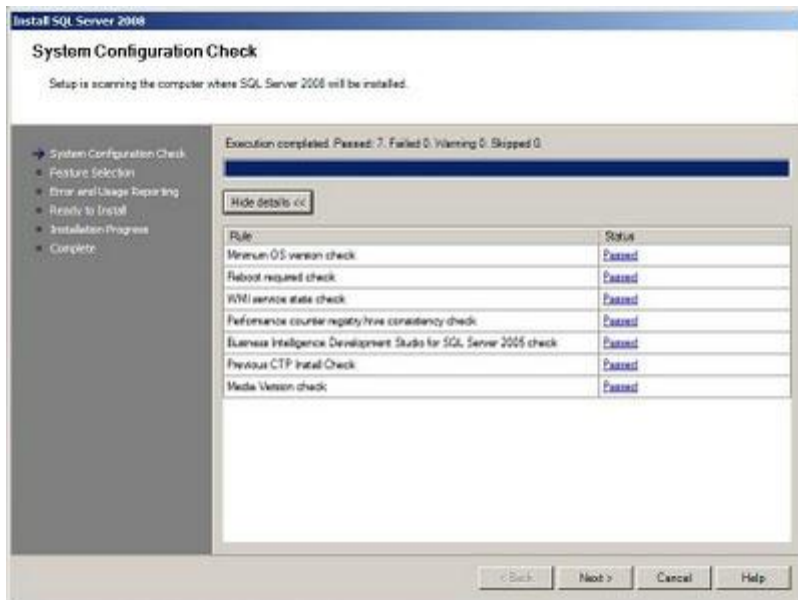 Install SQL Server 2008
System Configuration Check
Setup is scanning the computer where SQL Server 2008 will be installed.
System Configuration Check
Feature Selection
Error and Usage Reporting
Ready to Install
Installation Progress
Complete
Execution completed. Passed: 7. Failed 0. Warning 0. Skipped 0.
Hide details <<
Rule Status
Minimum OS version check Passed
Reboot required check Passed
WMI service state check Passed
Performance counter registry hive consistency check Passed
Business Intelligence Development Studio for SQL Server 2005 check Passed
Previous CTP Install Check Passed
Media Version check Passed
< Back Next > Cancel Help